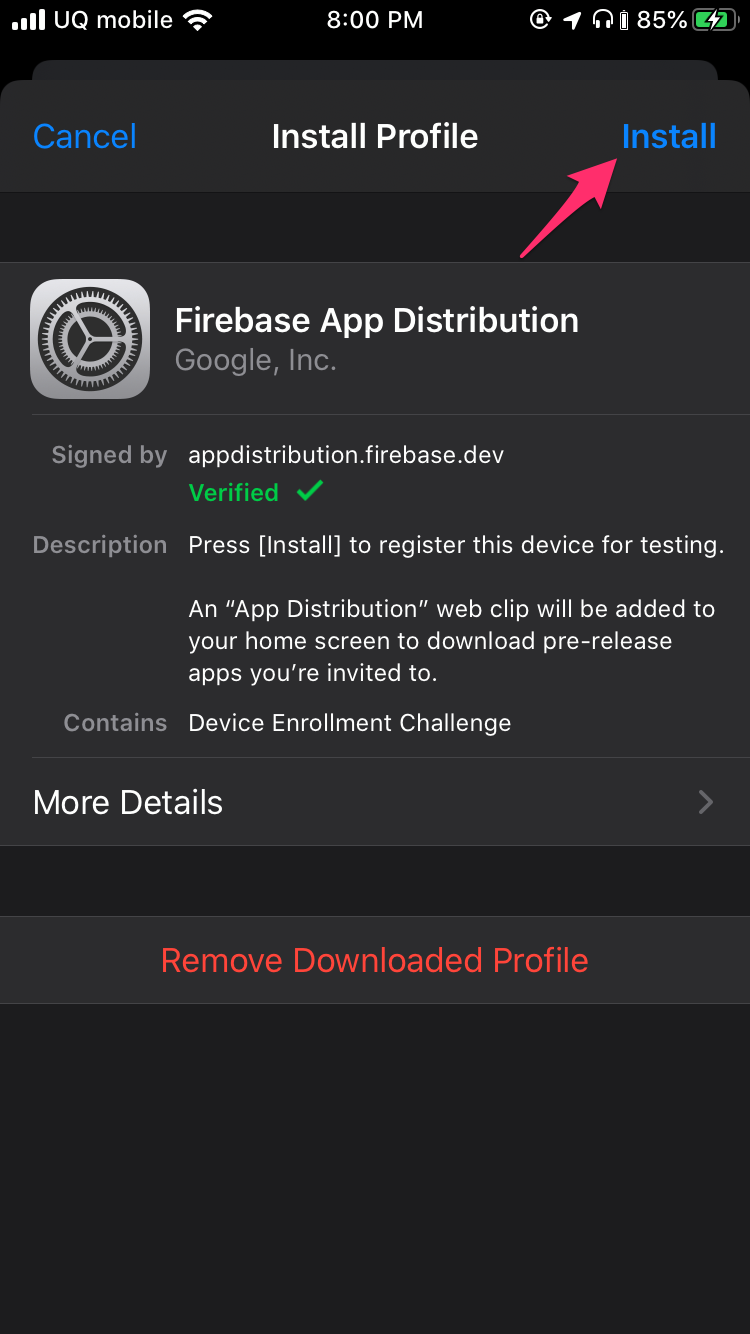 UQ mobile 8:00 PM 85%
Cancel Install Profile Install
Firebase App Distribution
Google, Inc.
Signed by appdistribution.firebase.dev
Verified
Description Press [Install] to register this device for testing.
An “App Distribution” web clip will be added to
your home screen to download pre-release
apps you’re invited to.
Contains Device Enrollment Challenge
More Details
Remove Downloaded Profile